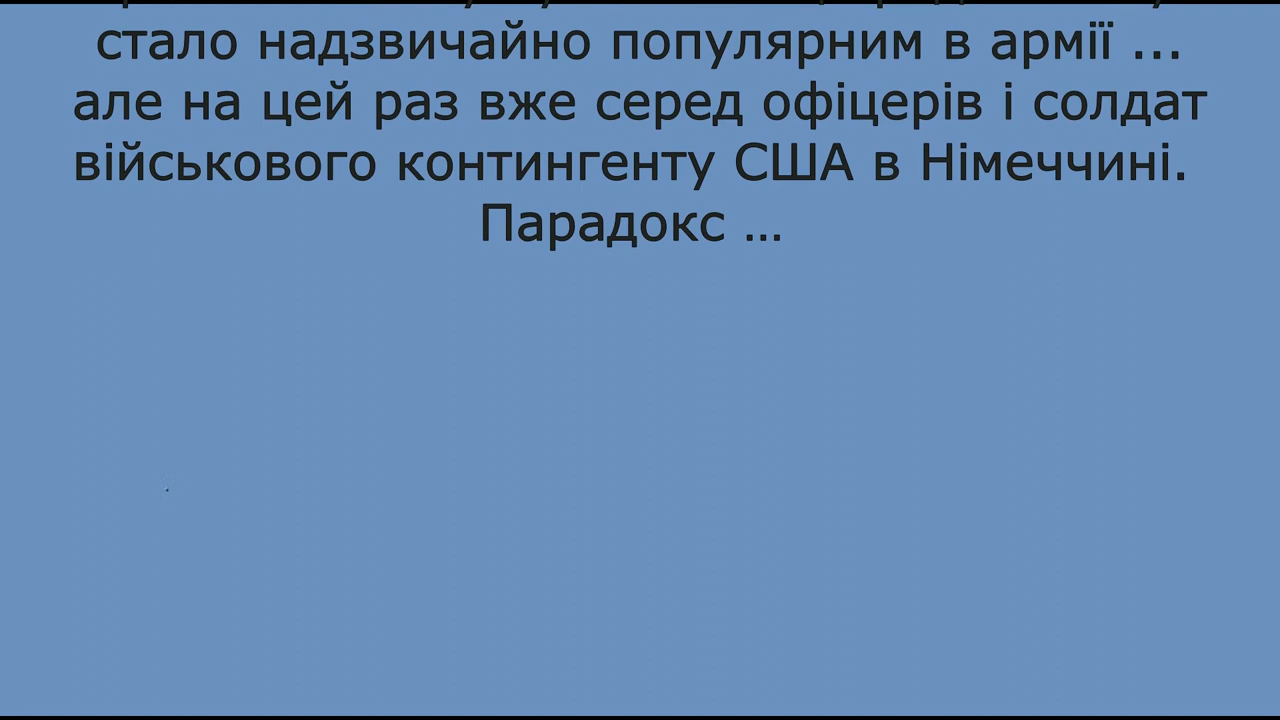 стало надзвичайно популярним в армії ...
але на цей раз вже серед офіцерів і солдат
військового контингенту США в Німеччині.
Парадокс ...